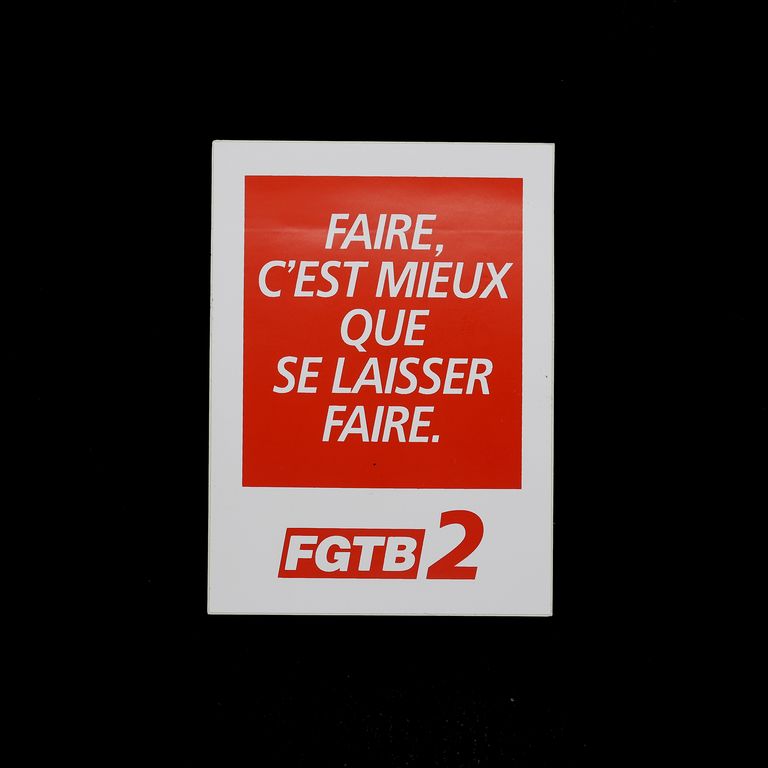 FAIRE,
C'EST MIEUX
QUE
SE LAISSER
FAIRE.
FGTB 2